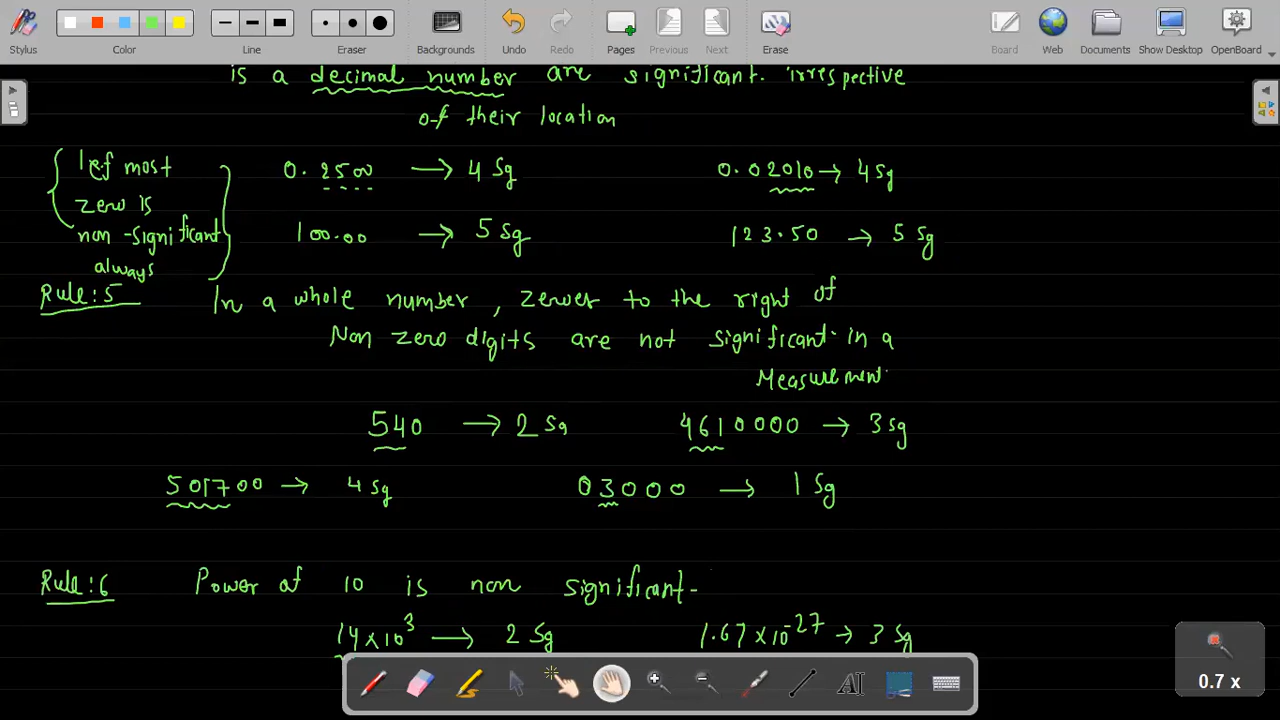 Stylus Color Line Eraser Backgrounds Undo Redo Pages Previous Next Erase Board Web Documents Show Desktop OpenBoard
is a decimal number are significant. irrespective
of their location
lef most
zero is
non - significant
always
0.2500 → 4 Sg
0.02010 → 4 Sg
100.00 → 5 Sg
123.50 → 5 Sg
Rule: 5 In a whole number, zeroes to the right of
Non zero digits are not significant. in a
Measurement.
540 → 2 Sg
4610000 → 3 sg
501700 → 4 Sg
03000 → 1 Sg
Rule: 6 Power of 10 is non significant.
14 × 10³ → 2 Sg
1.67 × 10⁻²⁷ → 3 Sg
AI
0.7 x